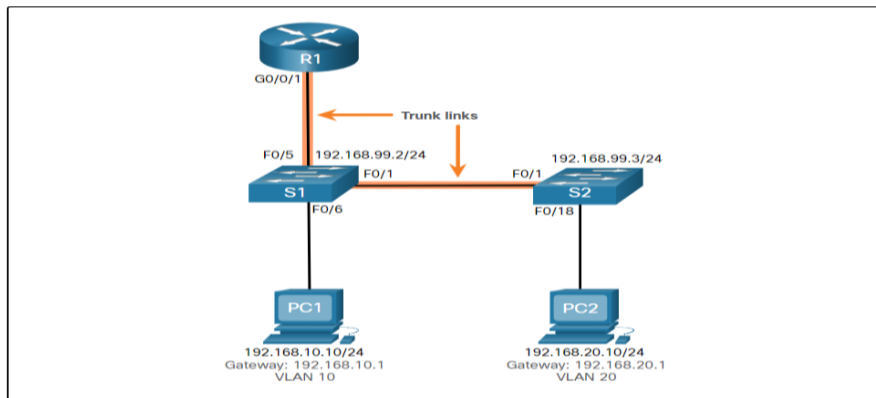 R1
G0/0/1
Trunk links
F0/5
192.168.99.2/24
192.168.99.3/24
F0/1
F0/1
S1
S2
F0/6
F0/18
PC1
PC2
192.168.10.10/24
Gateway: 192.168.10.1
VLAN 10
192.168.20.10/24
Gateway: 192.168.20.1
VLAN 20